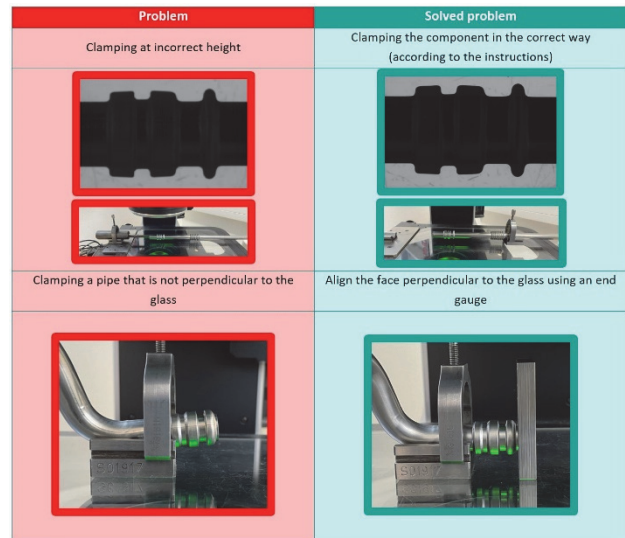 Problem
Solved problem
Clamping at incorrect height
Clamping the component in the correct way
(according to the instructions)
Clamping a pipe that is not perpendicular to the
glass
Align the face perpendicular to the glass using an end
gauge